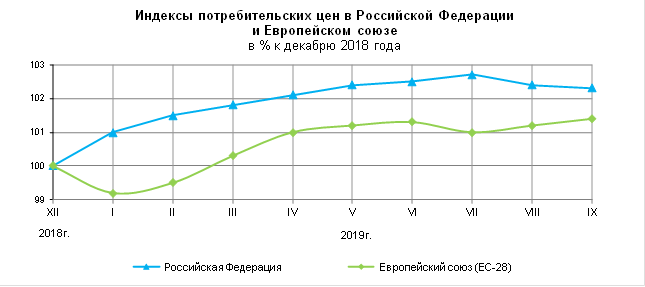 Индексы потребительских цен в Российской Федерации
и Европейском союзе
в % к декабрю 2018 года
103
102
101
100
99
XII I II III IV V VI VII VIII IX
2018г. 2019г.
Российская Федерация Европейский союз (ЕС-28)